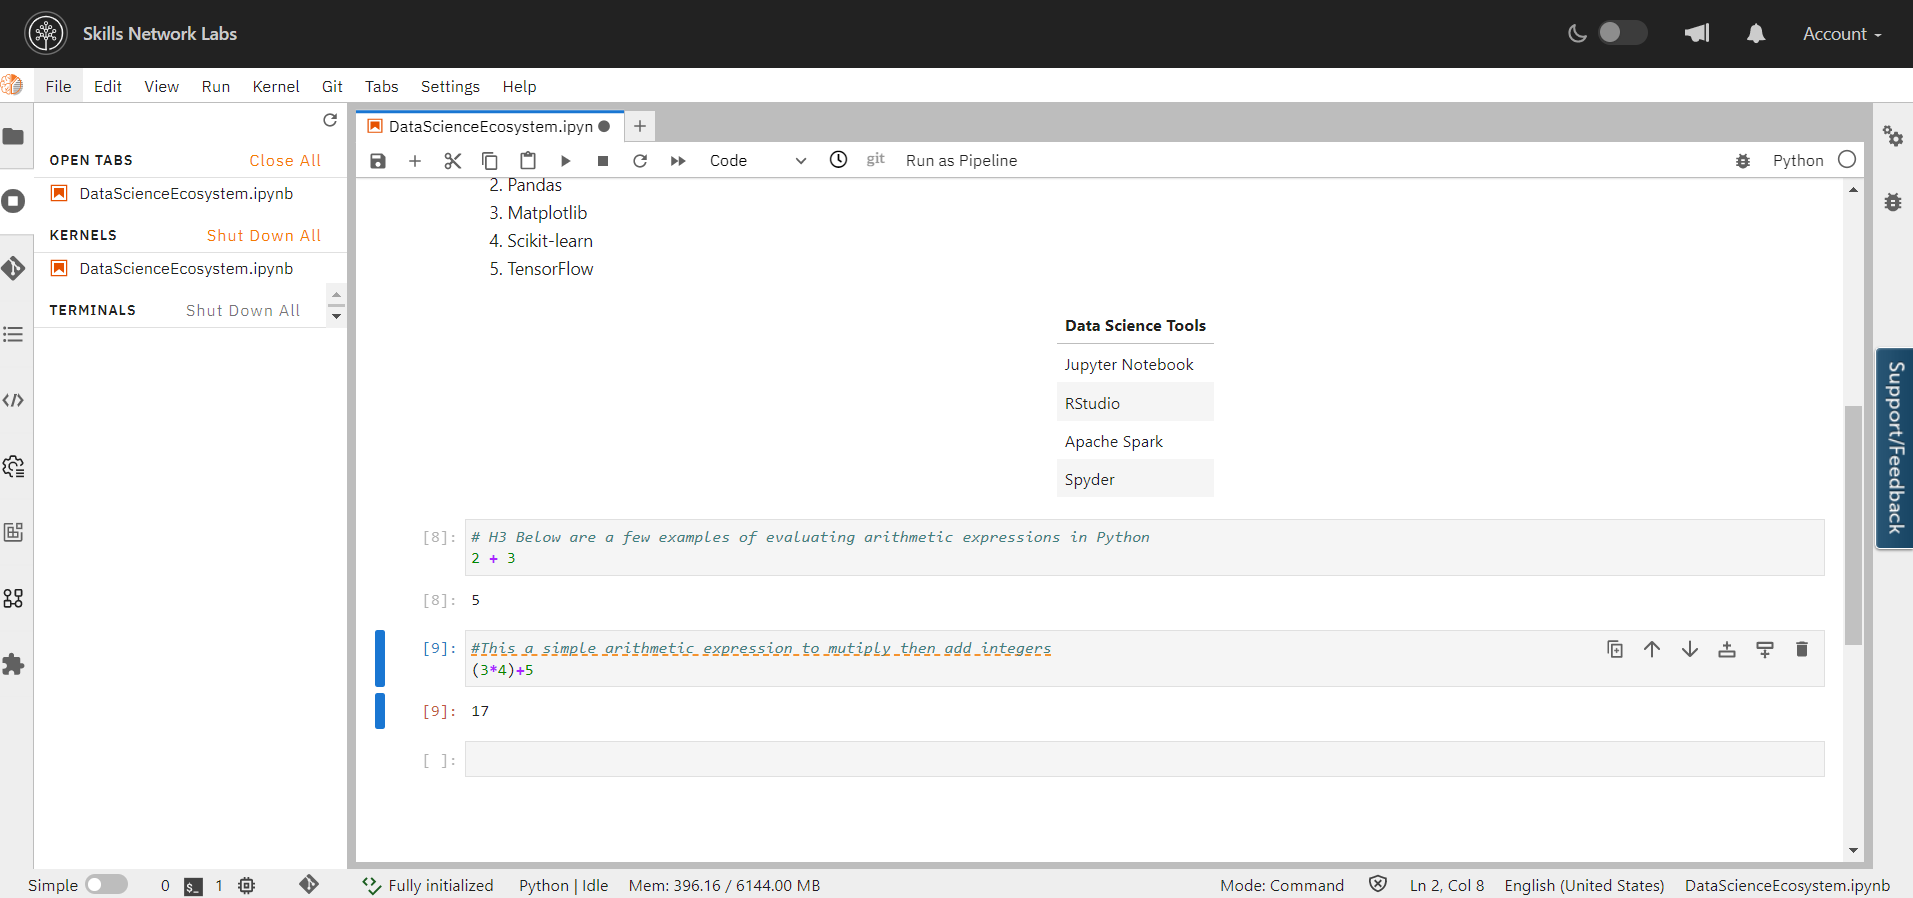 Skills Network Labs
Account
File Edit View Run Kernel Git Tabs Settings Help
DataScienceEcosystem.ipyn
OPEN TABS Close All
DataScienceEcosystem.ipynb
KERNELS Shut Down All
DataScienceEcosystem.ipynb
TERMINALS Shut Down All
Code git Run as Pipeline Python
2. Pandas
3. Matplotlib
4. Scikit-learn
5. TensorFlow
Data Science Tools
Jupyter Notebook
RStudio
Apache Spark
Spyder
[8]: # H3 Below are a few examples of evaluating arithmetic expressions in Python
2 + 3
[8]: 5
[9]: #This a simple arithmetic expression to mutiply then add integers
(3*4)+5
[9]: 17
[ ]:
Support/Feedback
Simple 0 $_ 1 Fully initialized Python | Idle Mem: 396.16 / 6144.00 MB Mode: Command Ln 2, Col 8 English (United States) DataScienceEcosystem.ipynb